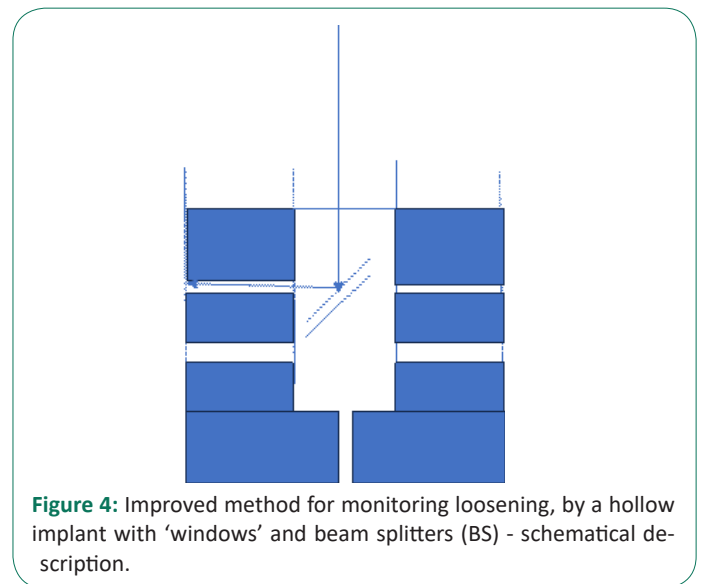 Figure 4: Improved method for monitoring loosening, by a hollow
implant with ‘windows’ and beam splitters (BS) - schematical de-
scription.